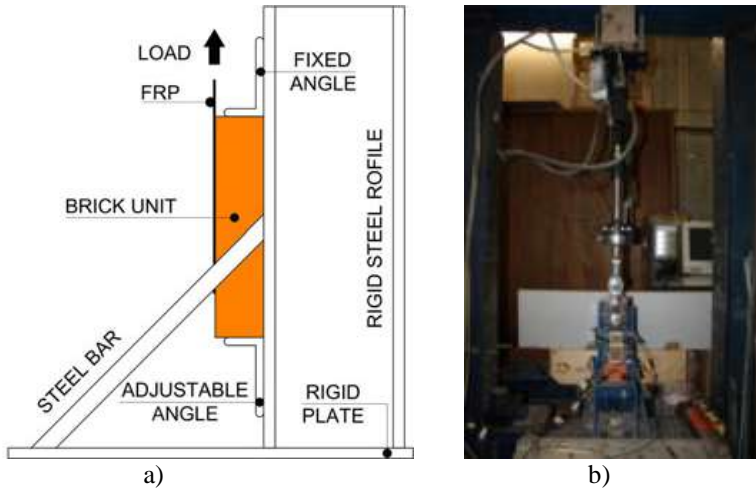 LOAD
FRP
FIXED
ANGLE
BRICK UNIT
RIGID STEEL ROFILE
STEEL BAR
ADJUSTABLE
ANGLE
RIGID
PLATE
a)
b)